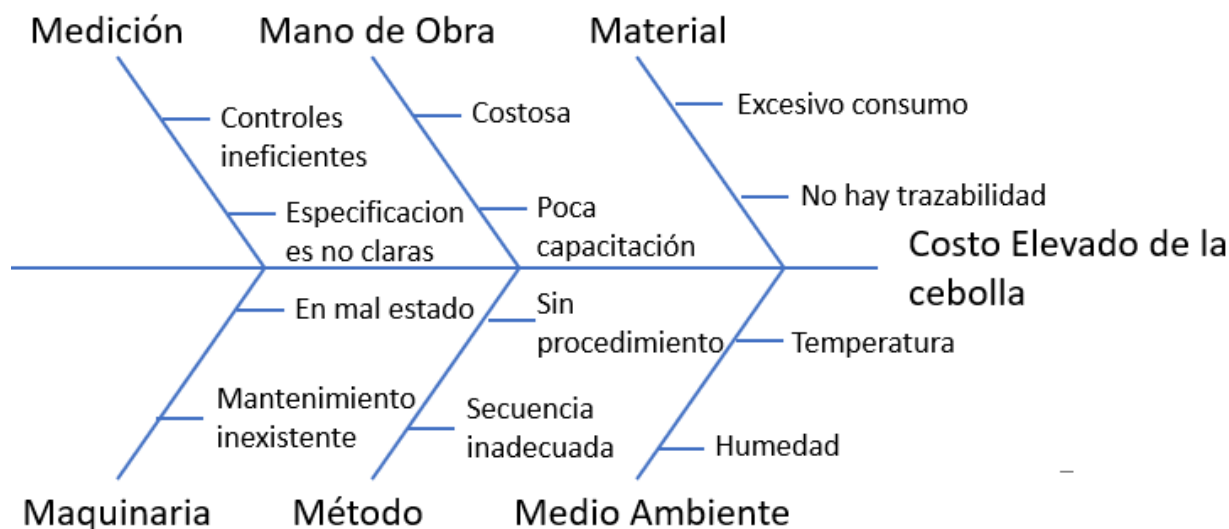 Medición
Mano de Obra
Material
Controles
ineficientes
Costosa
Excesivo consumo
Especificacion
es no claras
Poca
capacitación
No hay trazabilidad
Costo Elevado de la
cebolla
En mal estado
Sin
procedimiento
Temperatura
Mantenimiento
inexistente
Secuencia
inadecuada
Humedad
Maquinaria
Método
Medio Ambiente